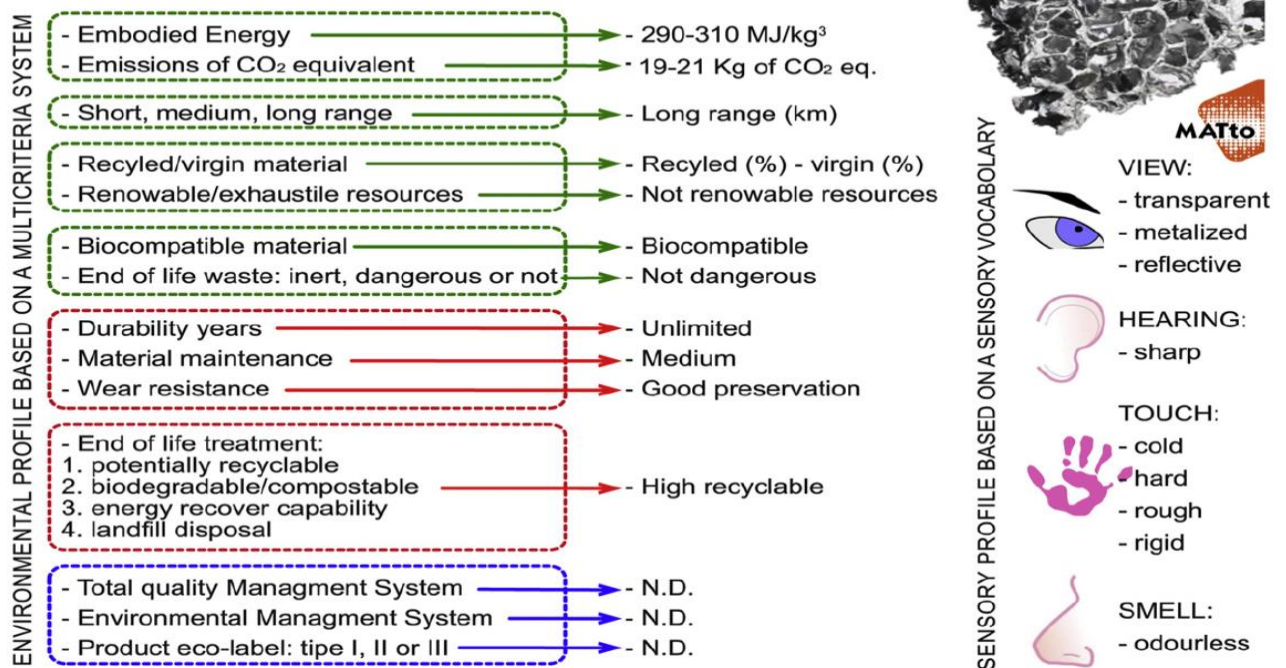 ENVIRONMENTAL PROFILE BASED ON A MULTICRITERIA SYSTEM
- Embodied Energy - 290-310 MJ/kg³
- Emissions of CO₂ equivalent - 19-21 Kg of CO₂ eq.
- Short, medium, long range - Long range (km)
- Recyled/virgin material - Recyled (%) - virgin (%)
- Renowable/exhaustile resources - Not renowable resources
- Biocompatible material - Biocompatible
- End of life waste: inert, dangerous or not - Not dangerous
- Durability years - Unlimited
- Material maintenance - Medium
- Wear resistance - Good preservation
- End of life treatment:
1. potentially recyclable
2. biodegradable/compostable - High recyclable
3. energy recover capability
4. landfill disposal
- Total quality Managment System - N.D.
- Environmental Managment System - N.D.
- Product eco-label: tipe I, II or III - N.D.
SENSORY PROFILE BASED ON A SENSORY VOCABOLARY
MATto
VIEW:
- transparent
- metalized
- reflective
HEARING:
- sharp
TOUCH:
- cold
- hard
- rough
- rigid
SMELL:
- odourless